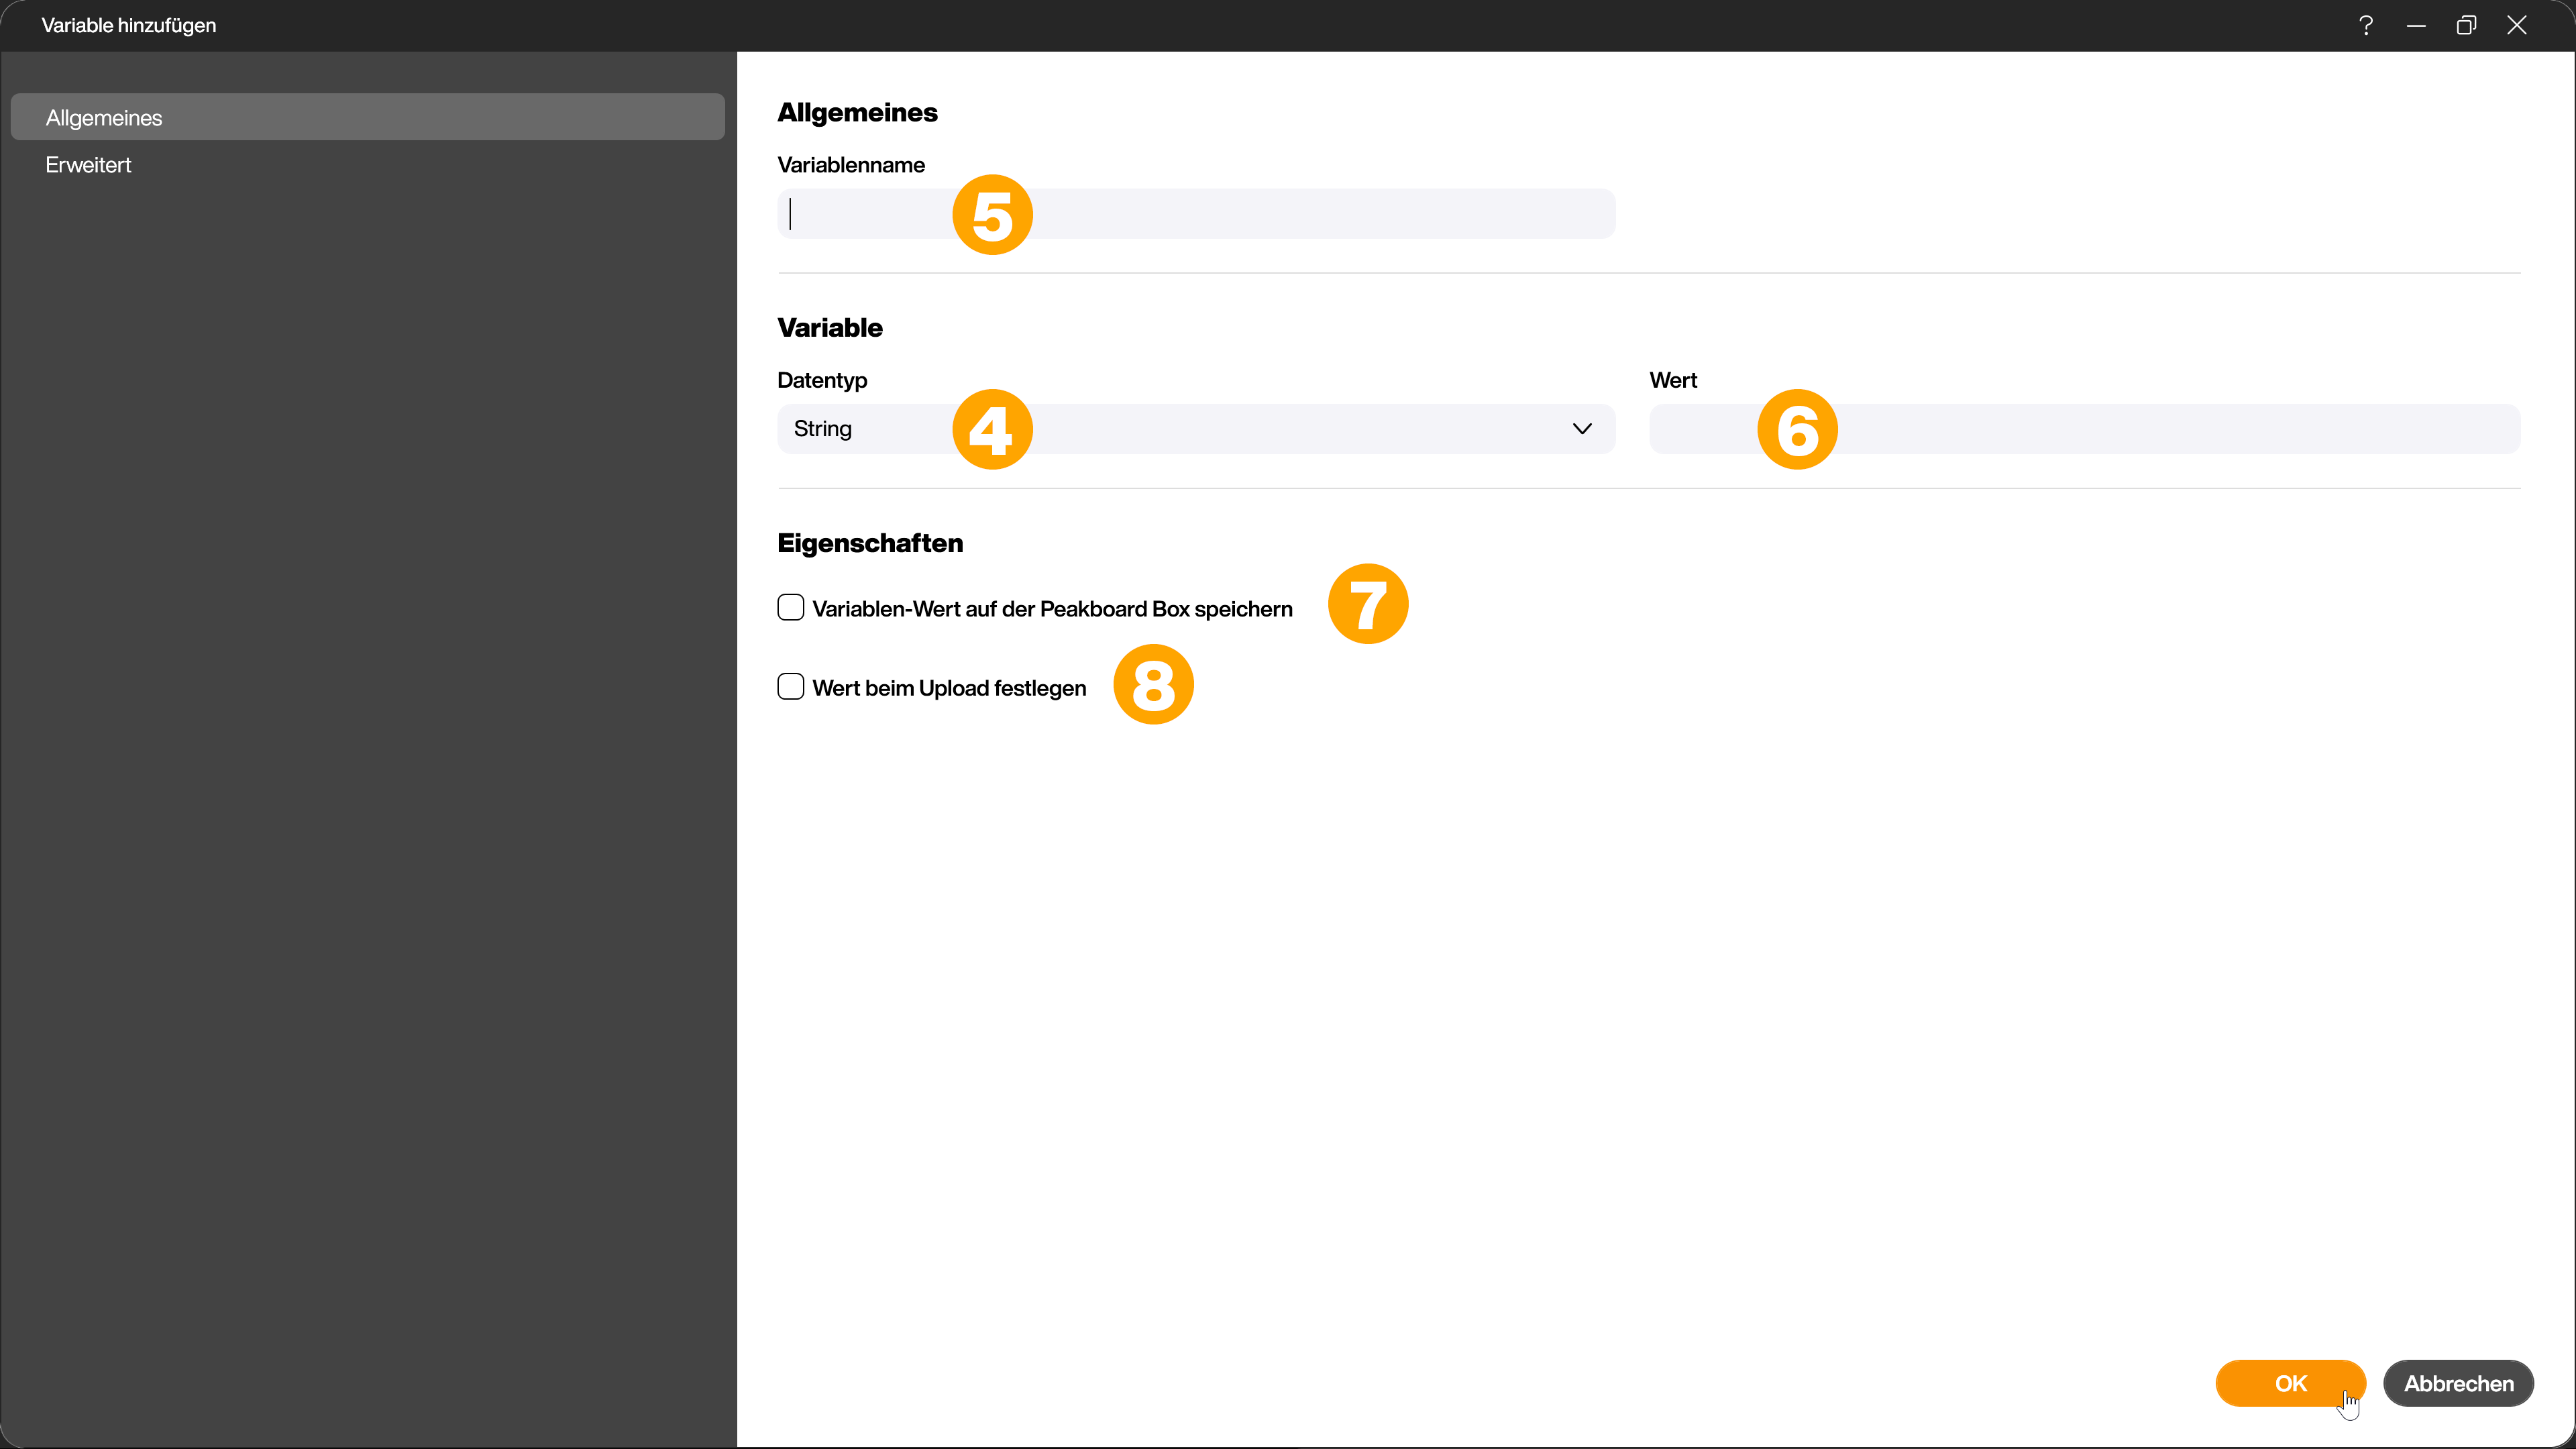 Variable hinzufügen
?
Allgemeines
Erweitert
Allgemeines
Variablenname
5
Variable
Datentyp
Wert
String
4
6
Eigenschaften
Variablen-Wert auf der Peakboard Box speichern
7
Wert beim Upload festlegen
8
OK
Abbrechen